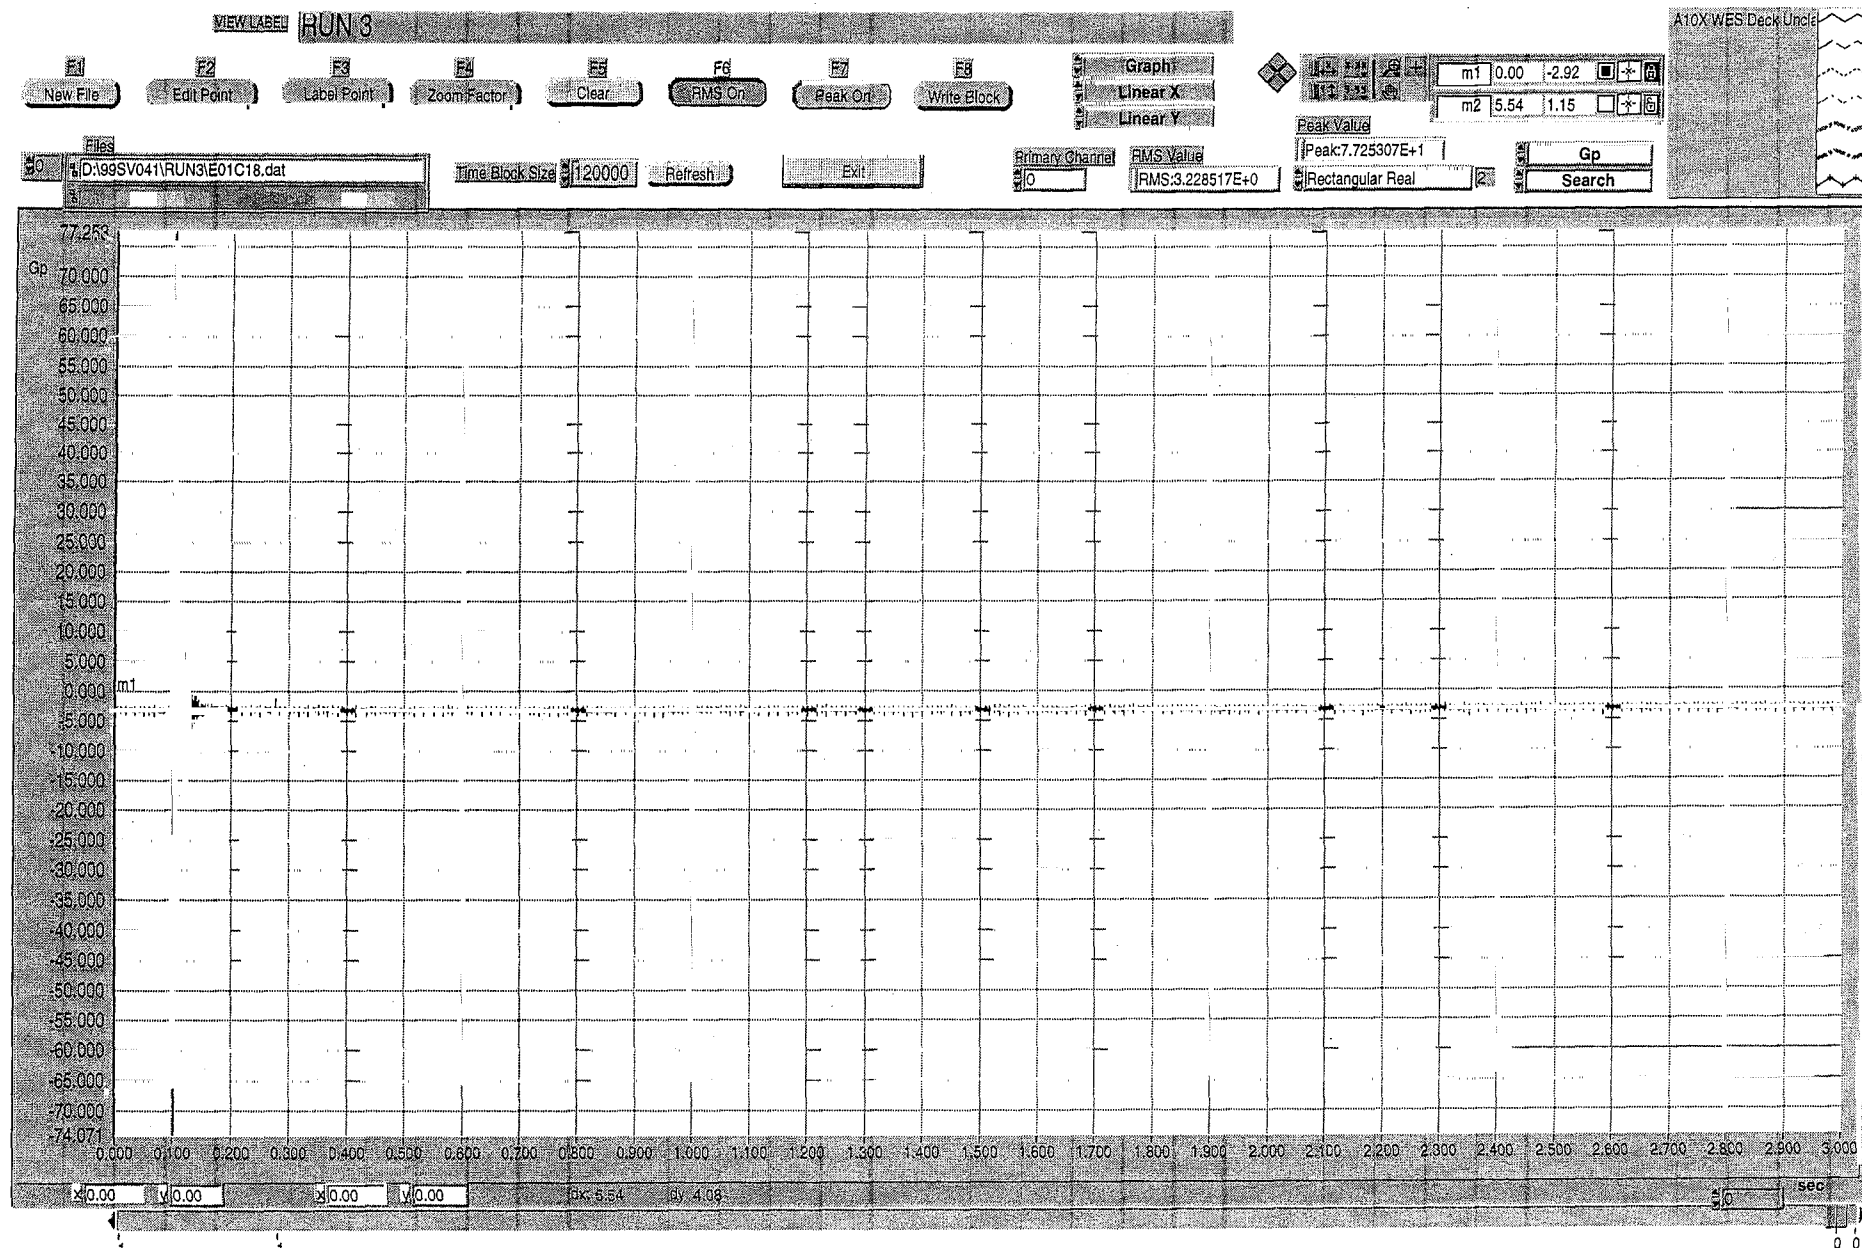 VIEW LABEL RUN 3
A10X WES Deck Uncla
F1 F2 F3 F4 F5 F6 F7 F8
New File Edit Point Label Point Zoom Factor Clear RMS On Peak On Write Block
Graph1
Linear X
Linear Y
m1 0.00 -2.92
m2 5.54 1.15
Files
0 D:\99SV041\RUN3\E01C18.dat
Time Block Size 120000 Refresh Exit
Primary Channel
0
RMS Value
RMS:3.228517E+0
Peak Value
Peak:7.725307E+1
Rectangular Real 2
Gp
Search
77.253
Gp
70.000
65.000
60.000
55.000
50.000
45.000
40.000
35.000
30.000
25.000
20.000
15.000
10.000
5.000
0.000 m1
-5.000
-10.000
-15.000
-20.000
-25.000
-30.000
-35.000
-40.000
-45.000
-50.000
-55.000
-60.000
-65.000
-70.000
-74.071
0.000 0.100 0.200 0.300 0.400 0.500 0.600 0.700 0.800 0.900 1.000 1.100 1.200 1.300 1.400 1.500 1.600 1.700 1.800 1.900 2.000 2.100 2.200 2.300 2.400 2.500 2.600 2.700 2.800 2.900 3.000
sec
x 0.00 y 0.00 x 0.00 y 0.00 dx: 5.54 dy: 4.08 0
0 0